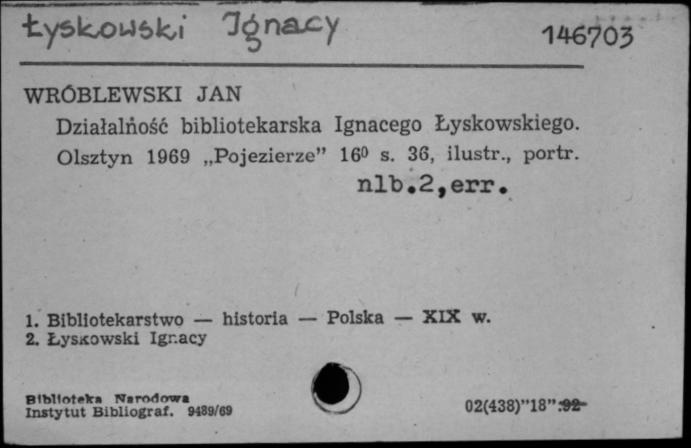 Łyskowski Ignacy 146703
WRÓBLEWSKI JAN
Działalność bibliotekarska Ignacego Łyskowskiego.
Olsztyn 1969 „Pojezierze” 16⁰ s. 36, ilustr., portr.
nlb.2,err.
1. Bibliotekarstwo — historia — Polska — XIX w.
2. Łyskowski Ignacy
Biblioteka Narodowa
Instytut Bibliograf. 9489/69
02(438)”18”:92